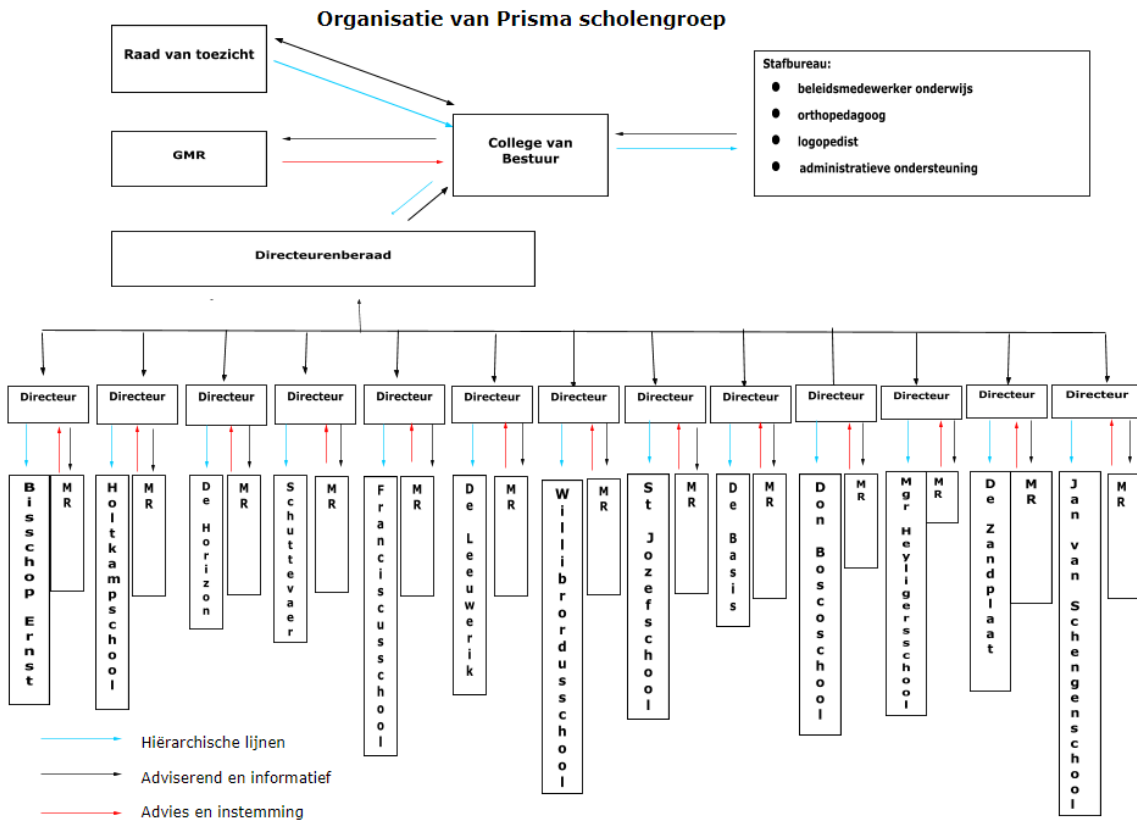 Organisatie van Prisma scholengroep
Raad van toezicht
Stafbureau:
● beleidsmedewerker onderwijs
● orthopedagoog
● logopedist
● administratieve ondersteuning
GMR
College van
Bestuur
Directeurenberaad
Directeur
Directeur
Directeur
Directeur
Directeur
Directeur
Directeur
Directeur
Directeur
Directeur
Directeur
Directeur
Directeur
Bisschop Ernst
MR
Holtkampschool
MR
De Horizon
MR
Schuttevaer
MR
Franciscusschool
MR
De Leeuwerik
MR
Willibrordusschool
MR
St Jozefschool
MR
De Basis
MR
Don Boscoschool
MR
Mgr Heyligersschool
MR
De Zandplaat
MR
Jan van Schengenschool
MR
Hiërarchische lijnen
Adviserend en informatief
Advies en instemming